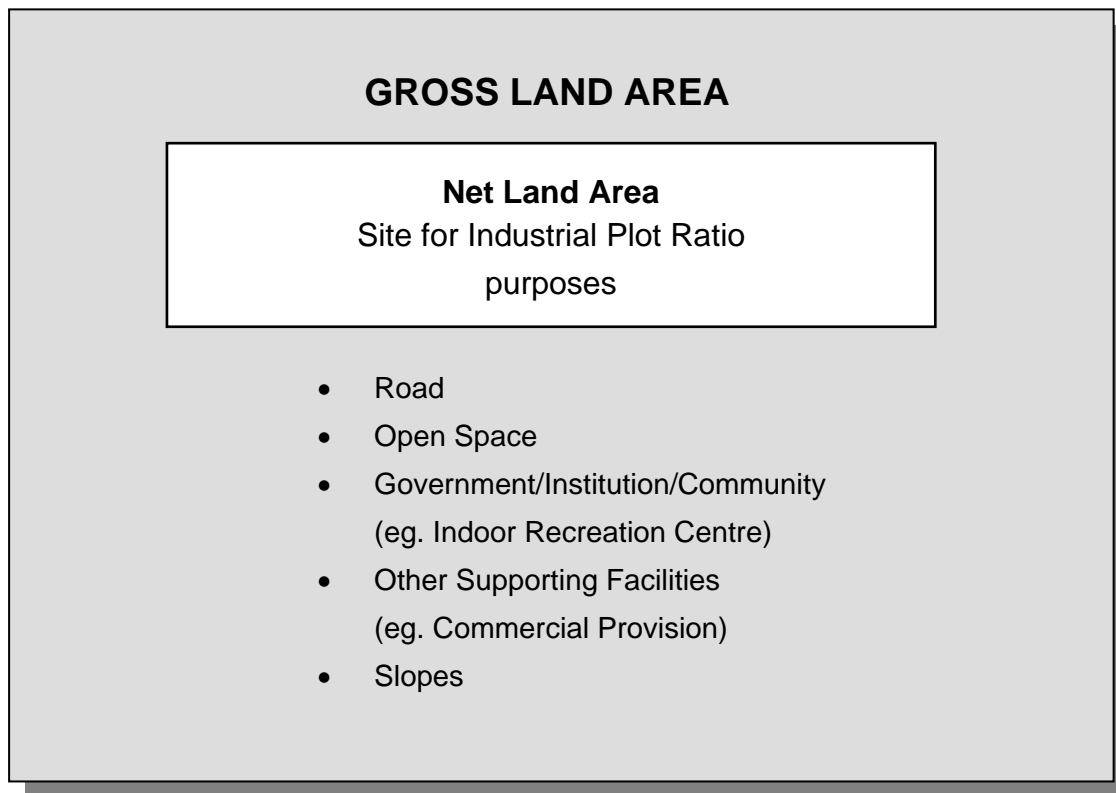 GROSS LAND AREA
Net Land Area
Site for Industrial Plot Ratio
purposes
• Road
• Open Space
• Government/Institution/Community
(eg. Indoor Recreation Centre)
• Other Supporting Facilities
(eg. Commercial Provision)
• Slopes